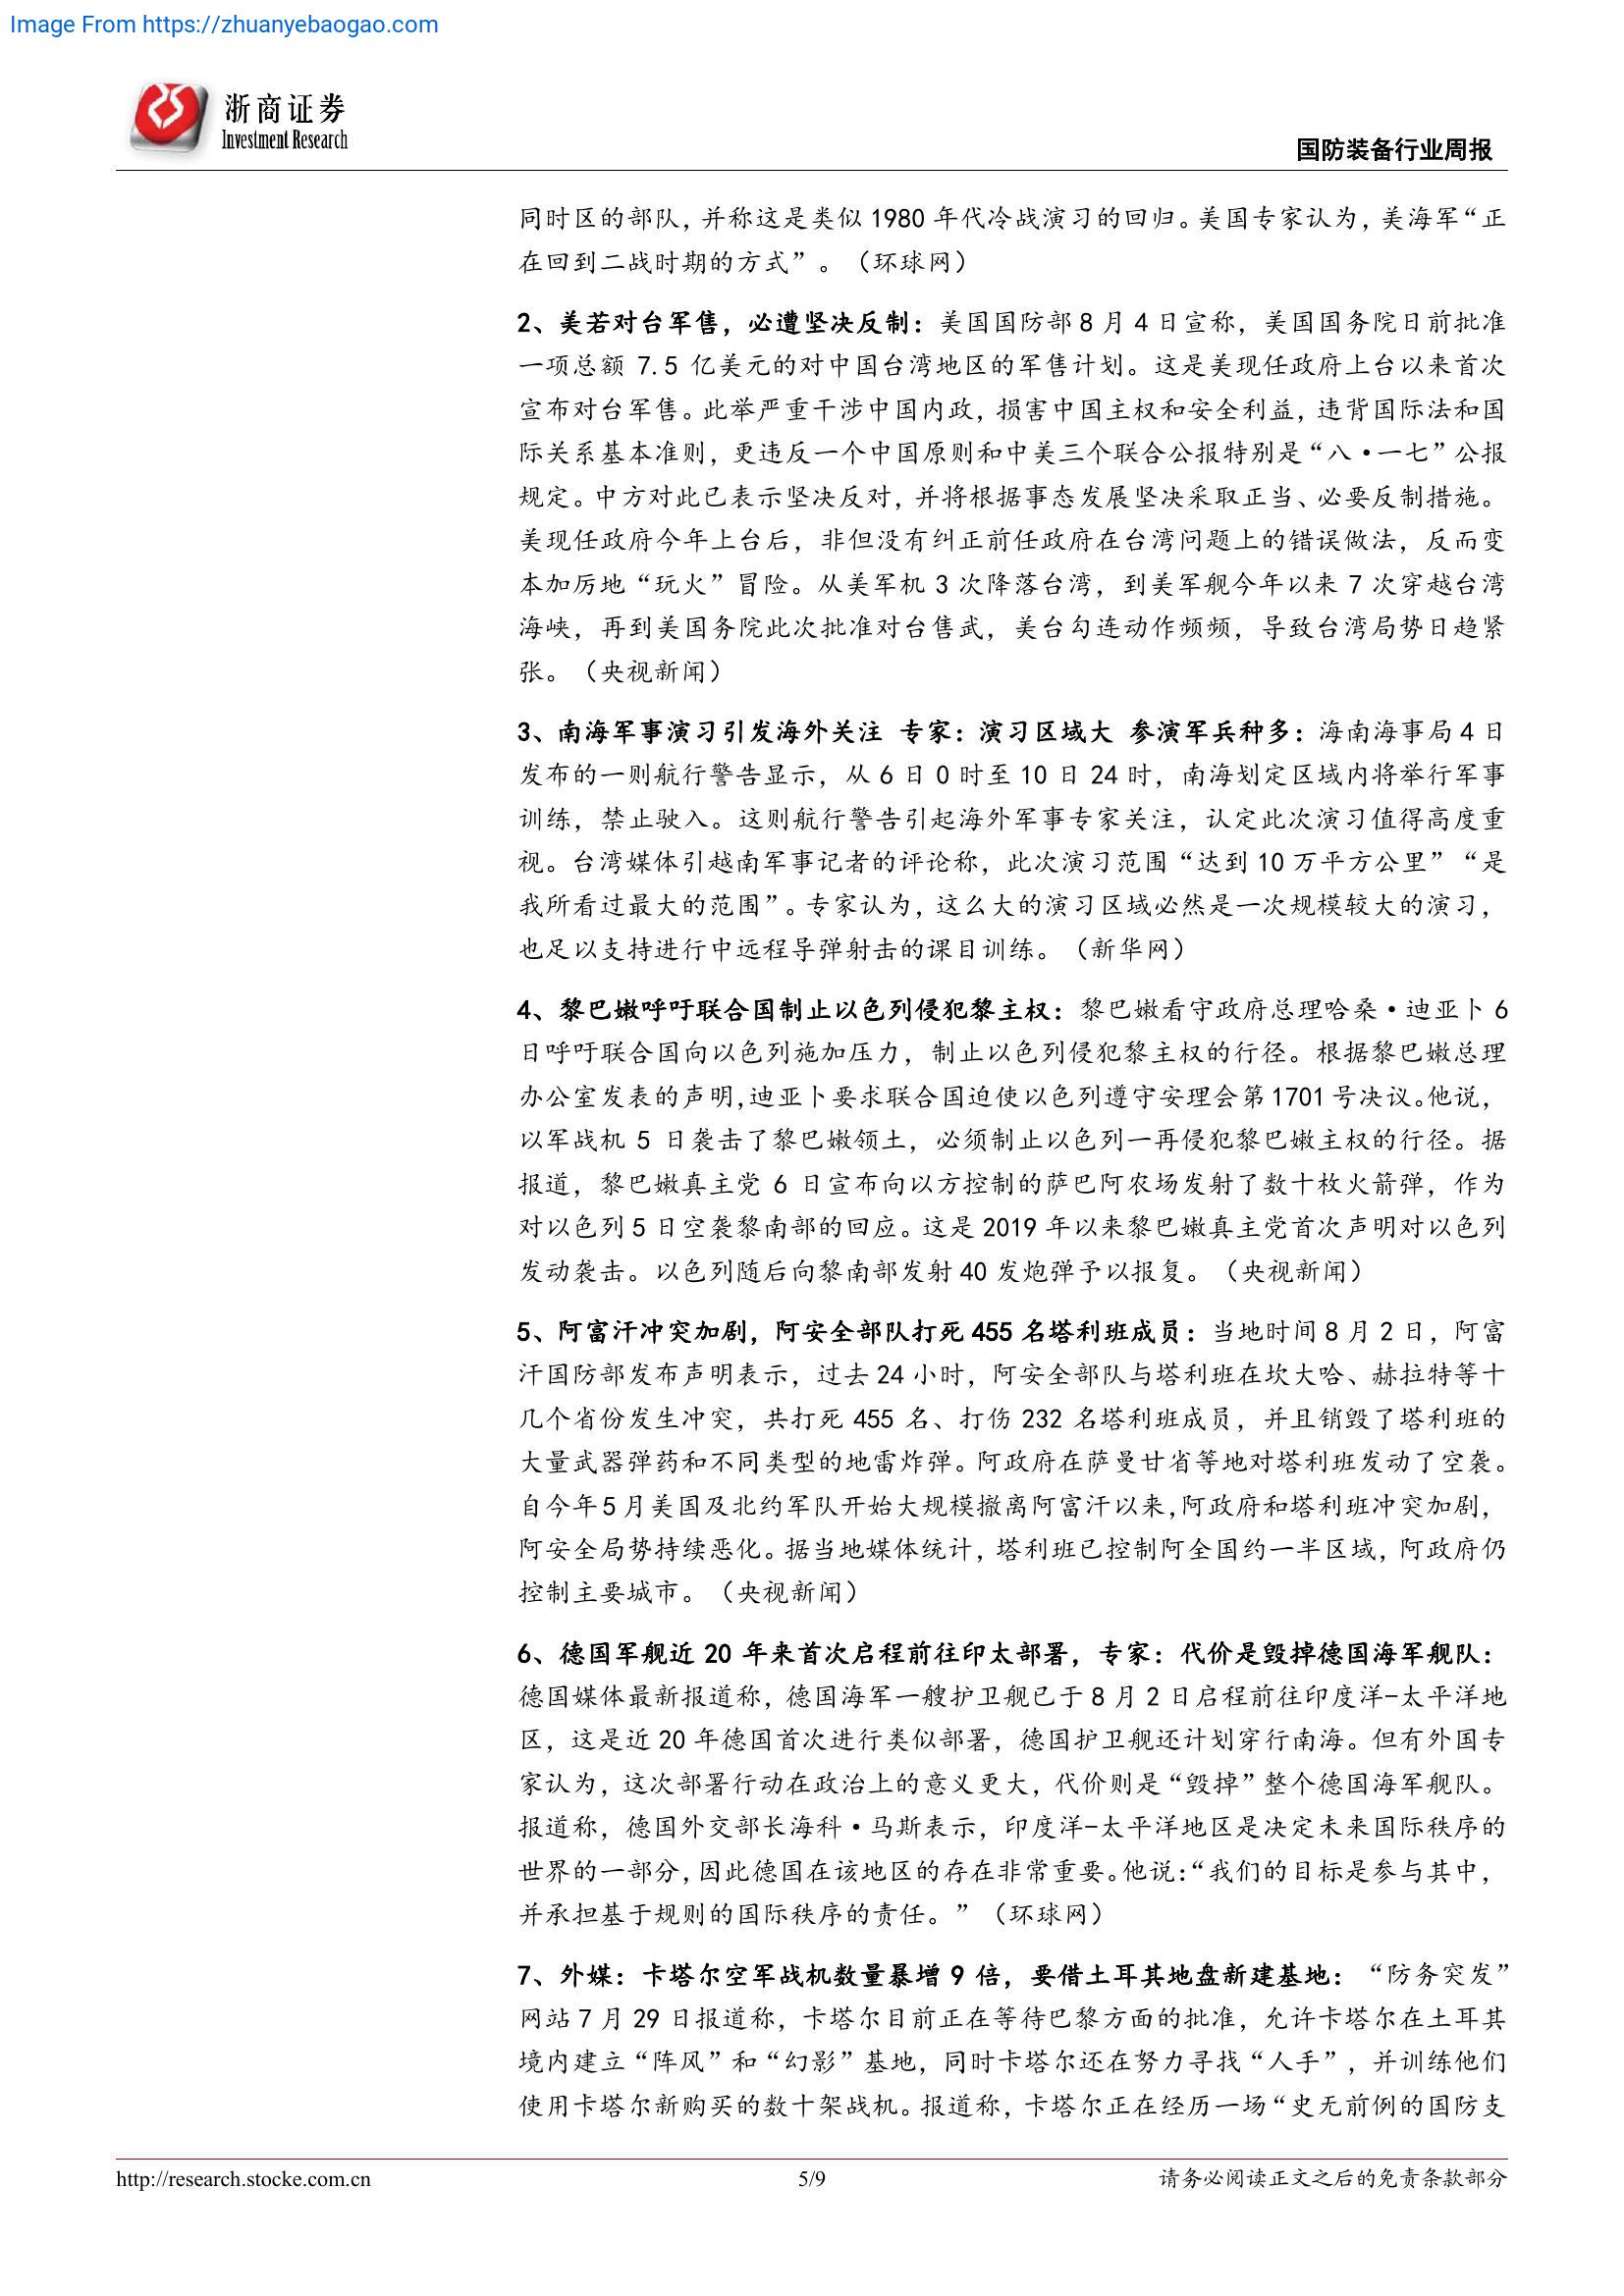 Image From https://zhuanyebaogao.com
浙商证券
Investment Research
国防装备行业周报
同时区的部队，并称这是类似 1980 年代冷战演习的回归。美国专家认为，美海军“正
在回到二战时期的方式”。（环球网）
2、美若对台军售，必遭坚决反制：美国国防部 8 月 4 日宣称，美国国务院日前批准
一项总额 7.5 亿美元的对中国台湾地区的军售计划。这是美现任政府上台以来首次
宣布对台军售。此举严重干涉中国内政，损害中国主权和安全利益，违背国际法和国
际关系基本准则，更违反一个中国原则和中美三个联合公报特别是“八·一七”公报
规定。中方对此已表示坚决反对，并将根据事态发展坚决采取正当、必要反制措施。
美现任政府今年上台后，非但没有纠正前任政府在台湾问题上的错误做法，反而变
本加厉地“玩火”冒险。从美军机 3 次降落台湾，到美军舰今年以来 7 次穿越台湾
海峡，再到美国务院此次批准对台售武，美台勾连动作频频，导致台湾局势日趋紧
张。（央视新闻）
3、南海军事演习引发海外关注 专家：演习区域大 参演军兵种多：海南海事局 4 日
发布的一则航行警告显示，从 6 日 0 时至 10 日 24 时，南海划定区域内将举行军事
训练，禁止驶入。这则航行警告引起海外军事专家关注，认定此次演习值得高度重
视。台湾媒体引越南军事记者的评论称，此次演习范围“达到 10 万平方公里”“是
我所看过最大的范围”。专家认为，这么大的演习区域必然是一次规模较大的演习，
也足以支持进行中远程导弹射击的课目训练。（新华网）
4、黎巴嫩呼吁联合国制止以色列侵犯黎主权：黎巴嫩看守政府总理哈桑·迪亚卜 6
日呼吁联合国向以色列施加压力，制止以色列侵犯黎主权的行径。根据黎巴嫩总理
办公室发表的声明,迪亚卜要求联合国迫使以色列遵守安理会第 1701 号决议。他说，
以军战机 5 日袭击了黎巴嫩领土，必须制止以色列一再侵犯黎巴嫩主权的行径。据
报道，黎巴嫩真主党 6 日宣布向以方控制的萨巴阿农场发射了数十枚火箭弹，作为
对以色列 5 日空袭黎南部的回应。这是 2019 年以来黎巴嫩真主党首次声明对以色列
发动袭击。以色列随后向黎南部发射 40 发炮弹予以报复。（央视新闻）
5、阿富汗冲突加剧，阿安全部队打死 455 名塔利班成员：当地时间 8 月 2 日，阿富
汗国防部发布声明表示，过去 24 小时，阿安全部队与塔利班在坎大哈、赫拉特等十
几个省份发生冲突，共打死 455 名、打伤 232 名塔利班成员，并且销毁了塔利班的
大量武器弹药和不同类型的地雷炸弹。阿政府在萨曼甘省等地对塔利班发动了空袭。
自今年 5 月美国及北约军队开始大规模撤离阿富汗以来,阿政府和塔利班冲突加剧，
阿安全局势持续恶化。据当地媒体统计，塔利班已控制阿全国约一半区域，阿政府仍
控制主要城市。（央视新闻）
6、德国军舰近 20 年来首次启程前往印太部署，专家：代价是毁掉德国海军舰队：
德国媒体最新报道称，德国海军一艘护卫舰已于 8 月 2 日启程前往印度洋-太平洋地
区，这是近 20 年德国首次进行类似部署，德国护卫舰还计划穿行南海。但有外国专
家认为，这次部署行动在政治上的意义更大，代价则是“毁掉”整个德国海军舰队。
报道称，德国外交部长海科·马斯表示，印度洋-太平洋地区是决定未来国际秩序的
世界的一部分,因此德国在该地区的存在非常重要。他说:“我们的目标是参与其中，
并承担基于规则的国际秩序的责任。”（环球网）
7、外媒：卡塔尔空军战机数量暴增 9 倍，要借土耳其地盘新建基地：“防务突发”
网站 7 月 29 日报道称，卡塔尔目前正在等待巴黎方面的批准，允许卡塔尔在土耳其
境内建立“阵风”和“幻影”基地，同时卡塔尔还在努力寻找“人手”，并训练他们
使用卡塔尔新购买的数十架战机。报道称，卡塔尔正在经历一场“史无前例的国防支
http://research.stocke.com.cn
5/9
请务必阅读正文之后的免责条款部分